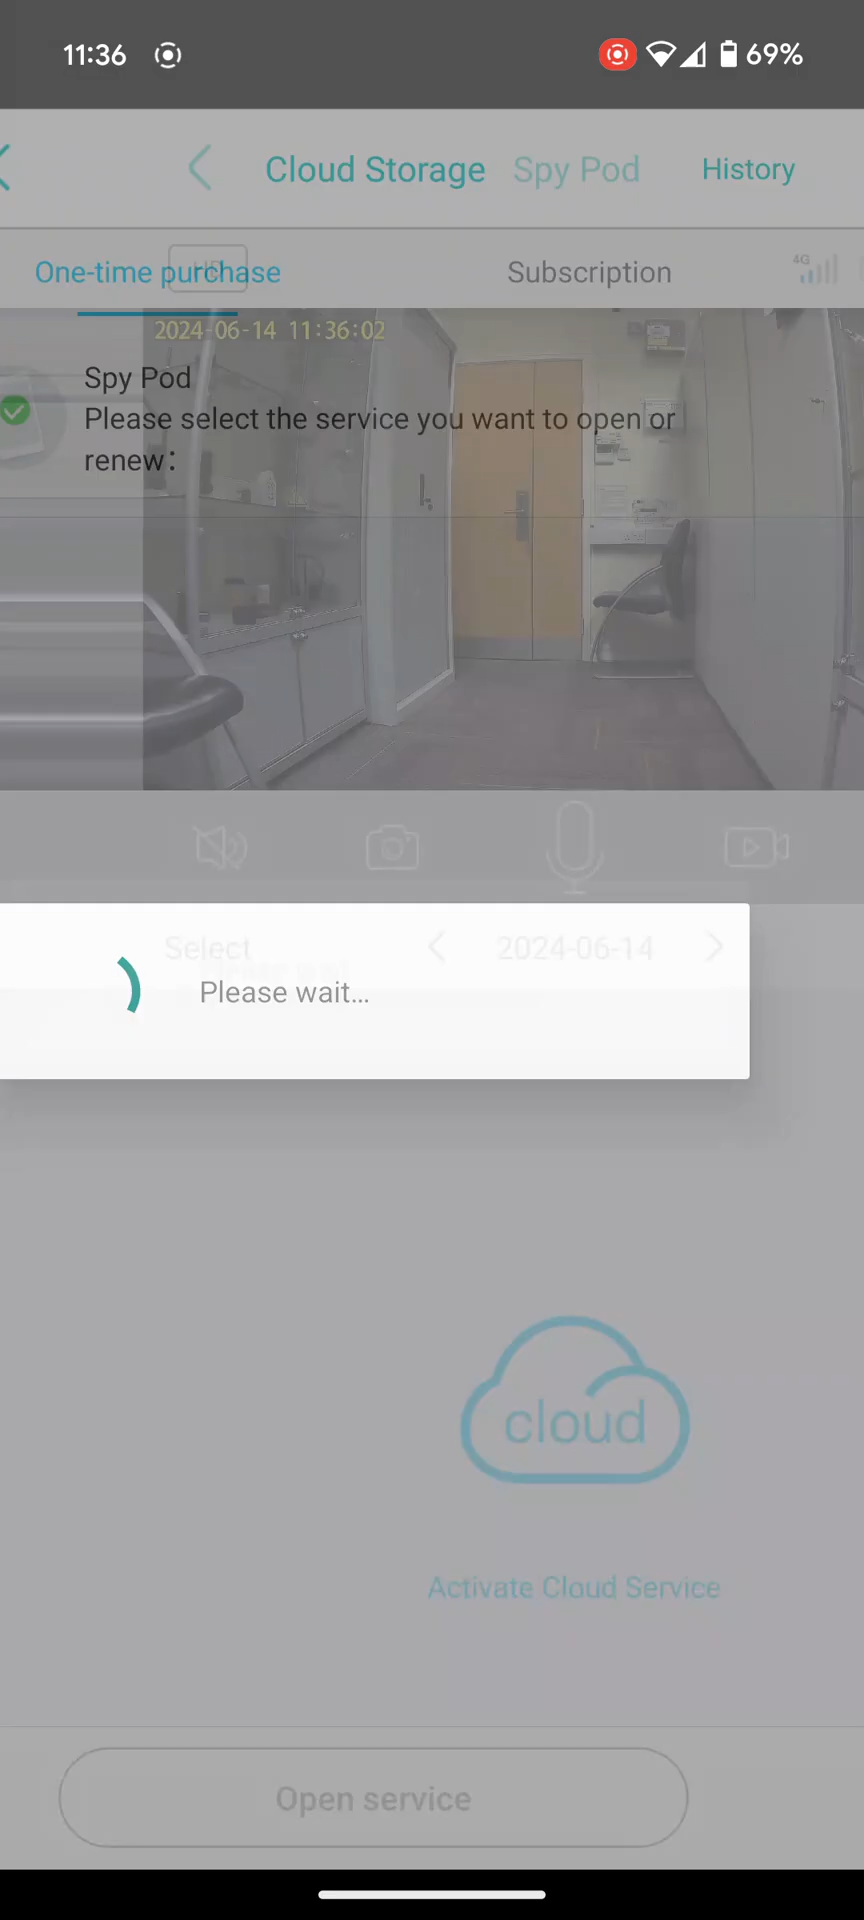 11:36
69%
Cloud Storage
Spy Pod
History
One-time purchase
HD
Subscription
4G
2024-06-14 11:36:02
Spy Pod
Please select the service you want to open or
renew:
Select
2024-06-14
Please wait...
cloud
Activate Cloud Service
Open service